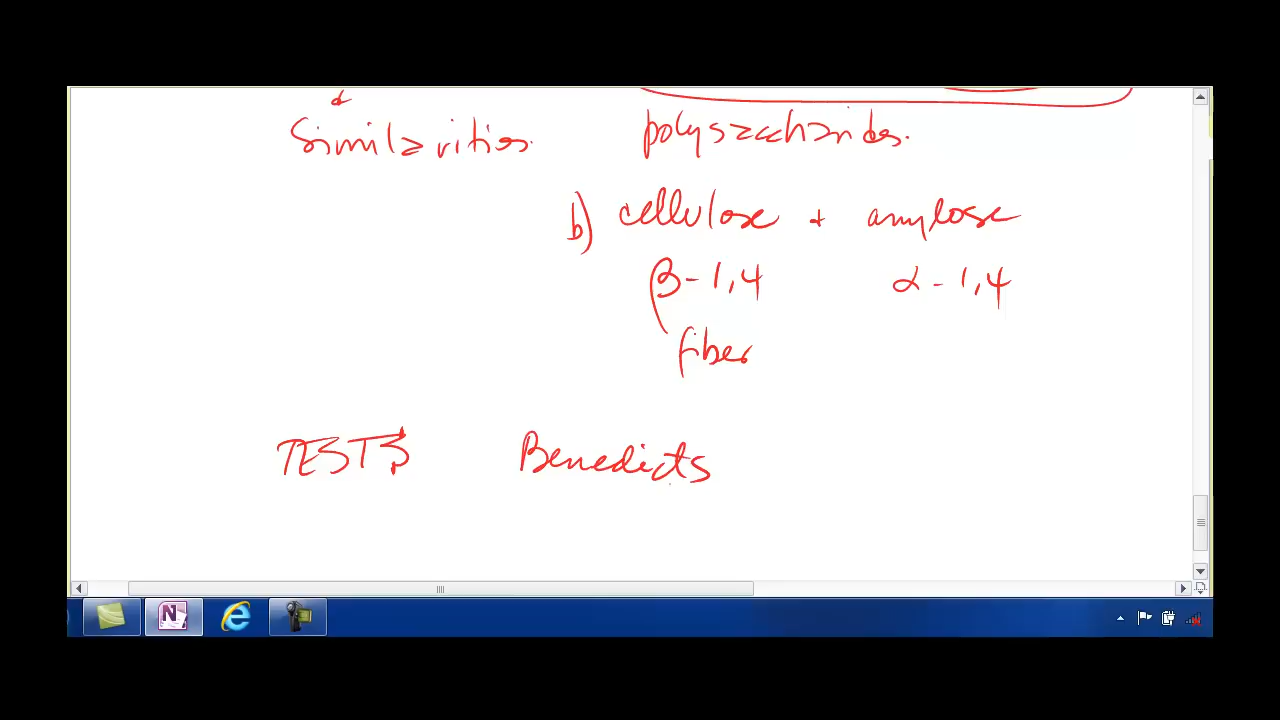 &
Similarities.
polysaccharides.
b) cellulose + amylose
β-1,4 α-1,4
fiber
TESTS Benedicts